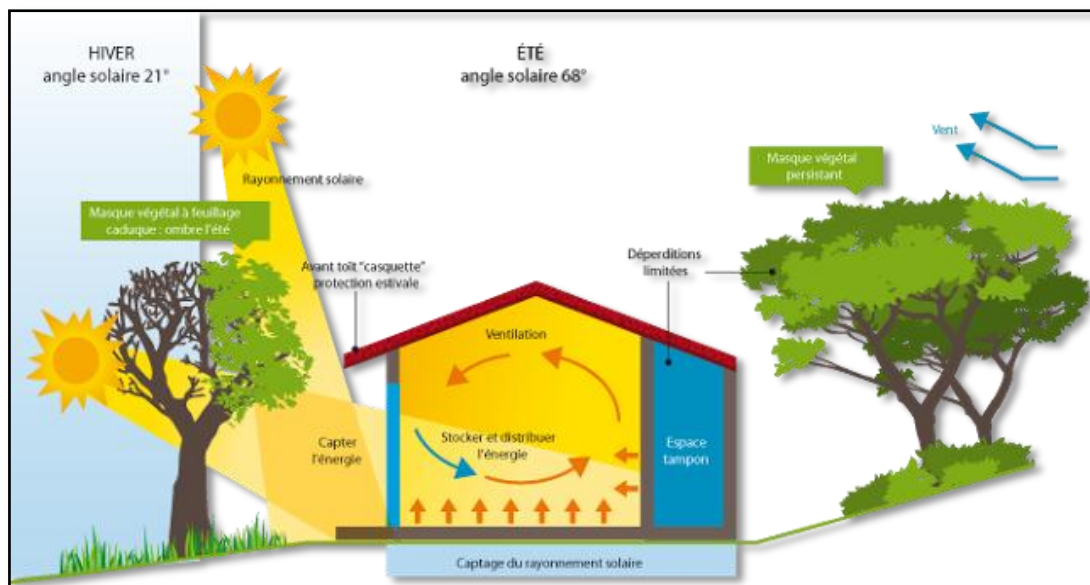 HIVER
angle solaire 21°
ÉTÉ
angle solaire 68°
Vent
Masque végétal
persistant
Rayonnement solaire
Masque végétal à feuillage
caduque : ombre l'été
Avant toît "casquette"
protection estivale
Déperditions
limitées
Ventilation
Capter
l'énergie
Stocker et distribuer
l'énergie
Espace
tampon
Captage du rayonnement solaire